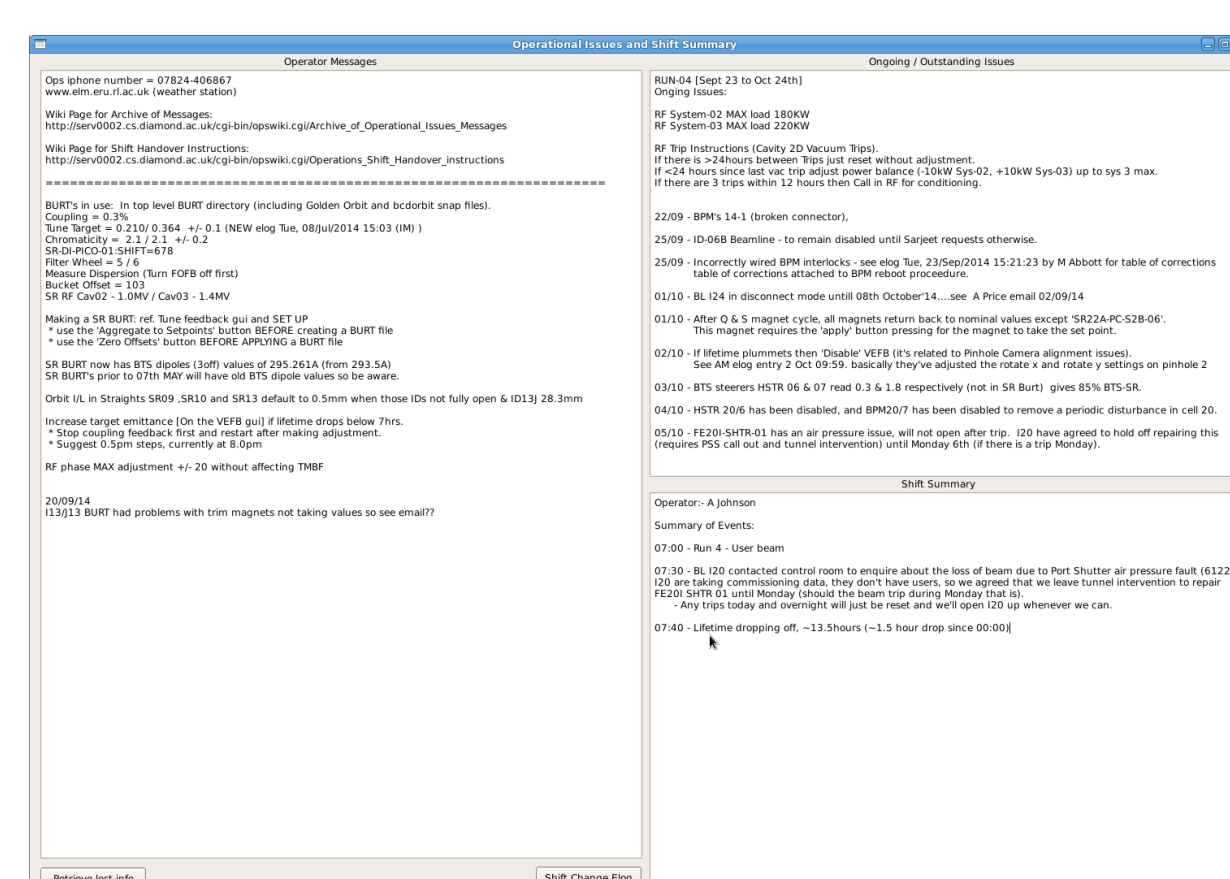 Operational Issues and Shift Summary
Operator Messages
Ops iphone number = 07824-406867
www.elm.eru.rl.ac.uk (weather station)
Wiki Page for Archive of Messages:
http://serv0002.cs.diamond.ac.uk/cgi-bin/opswiki.cgi/Archive_of_Operational_Issues_Messages
Wiki Page for Shift Handover Instructions:
http://serv0002.cs.diamond.ac.uk/cgi-bin/opswiki.cgi/Operations_Shift_Handover_instructions
=====================================================================
BURT's in use:  In top level BURT directory (including Golden Orbit and bcdorbit snap files).
Coupling = 0.3%
Tune Target = 0.210/ 0.364  +/- 0.1 (NEW elog Tue, 08/Jul/2014 15:03 (IM) )
Chromaticity =  2.1 / 2.1  +/- 0.2
SR-DI-PICO-01:SHIFT=678
Filter Wheel = 5 / 6
Measure Dispersion (Turn FOFB off first)
Bucket Offset = 103
SR RF Cav02 - 1.0MV / Cav03 - 1.4MV
Making a SR BURT: ref. Tune feedback gui and SET UP
* use the 'Aggregate to Setpoints' button BEFORE creating a BURT file
* use the 'Zero Offsets' button BEFORE APPLYING a BURT file
SR BURT now has BTS dipoles (3off) values of 295.261A (from 293.5A)
SR BURT's prior to 07th MAY will have old BTS dipole values so be aware.
Orbit I/L in Straights SR09 ,SR10 and SR13 default to 0.5mm when those IDs not fully open & ID13J 28.3mm
Increase target emittance [On the VEFB gui] if lifetime drops below 7hrs.
* Stop coupling feedback first and restart after making adjustment.
* Suggest 0.5pm steps, currently at 8.0pm
RF phase MAX adjustment +/- 20 without affecting TMBF
20/09/14
I13/J13 BURT had problems with trim magnets not taking values so see email??
Retrieve lost info
Shift Change Elog
Ongoing / Outstanding Issues
RUN-04 [Sept 23 to Oct 24th]
Onging Issues:
RF System-02 MAX load 180KW
RF System-03 MAX load 220KW
RF Trip Instructions (Cavity 2D Vacuum Trips).
If there is >24hours between Trips just reset without adjustment.
If <24 hours since last vac trip adjust power balance (-10kW Sys-02, +10kW Sys-03) up to sys 3 max.
If there are 3 trips within 12 hours then Call in RF for conditioning.
22/09 - BPM's 14-1 (broken connector),
25/09 - ID-06B Beamline - to remain disabled until Sarjeet requests otherwise.
25/09 - Incorrectly wired BPM interlocks - see elog Tue, 23/Sep/2014 15:21:23 by M Abbott for table of corrections
table of corrections attached to BPM reboot proceedure.
01/10 - BL I24 in disconnect mode untill 08th October'14....see  A Price email 02/09/14
01/10 - After Q & S magnet cycle, all magnets return back to nominal values except 'SR22A-PC-S2B-06'.
This magnet requires the 'apply' button pressing for the magnet to take the set point.
02/10 - If lifetime plummets then 'Disable' VEFB (it's related to Pinhole Camera alignment issues).
See AM elog entry 2 Oct 09:59. basically they've adjusted the rotate x and rotate y settings on pinhole 2
03/10 - BTS steerers HSTR 06 & 07 read 0.3 & 1.8 respectively (not in SR Burt)  gives 85% BTS-SR.
04/10 - HSTR 20/6 has been disabled, and BPM20/7 has been disabled to remove a periodic disturbance in cell 20.
05/10 - FE20I-SHTR-01 has an air pressure issue, will not open after trip.  I20 have agreed to hold off repairing this
(requires PSS call out and tunnel intervention) until Monday 6th (if there is a trip Monday).
Shift Summary
Operator:- A Johnson
Summary of Events:
07:00 - Run 4 - User beam
07:30 - BL I20 contacted control room to enquire about the loss of beam due to Port Shutter air pressure fault (6122
I20 are taking commissioning data, they don't have users, so we agreed that we leave tunnel intervention to repair
FE20I SHTR 01 until Monday (should the beam trip during Monday that is).
- Any trips today and overnight will just be reset and we'll open I20 up whenever we can.
07:40 - Lifetime dropping off, ~13.5hours (~1.5 hour drop since 00:00)